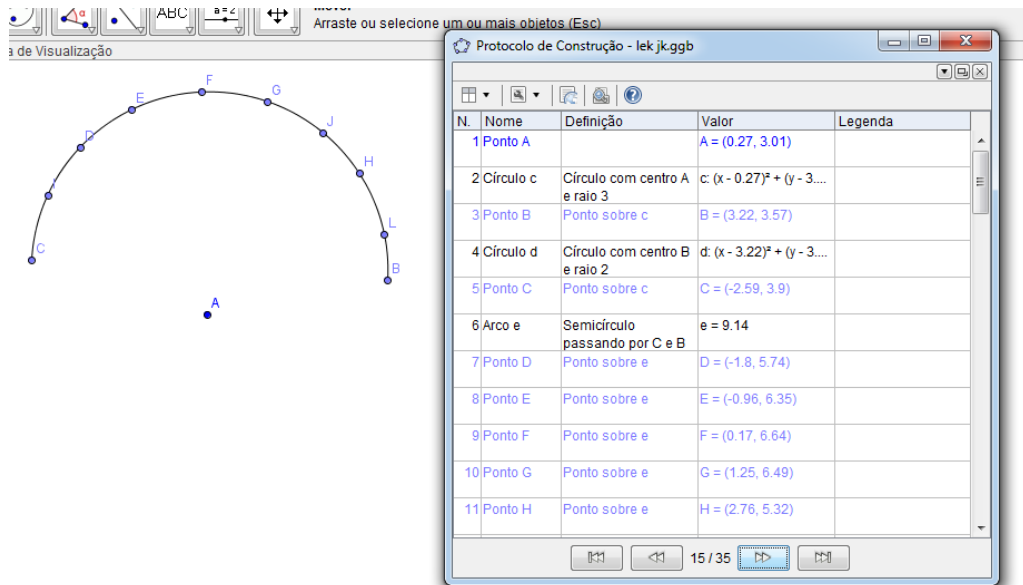 ABC
a = 2
Arraste ou selecione um ou mais objetos (Esc)
a de Visualização
F
E
G
D
J
H
C
L
B
A
Protocolo de Construção - lek jk.ggb
N. Nome Definição Valor Legenda
1 Ponto A A = (0.27, 3.01)
2 Círculo c Círculo com centro A c: (x - 0.27)² + (y - 3....
e raio 3
3 Ponto B Ponto sobre c B = (3.22, 3.57)
4 Círculo d Círculo com centro B d: (x - 3.22)² + (y - 3....
e raio 2
5 Ponto C Ponto sobre c C = (-2.59, 3.9)
6 Arco e Semicírculo e = 9.14
passando por C e B
7 Ponto D Ponto sobre e D = (-1.8, 5.74)
8 Ponto E Ponto sobre e E = (-0.96, 6.35)
9 Ponto F Ponto sobre e F = (0.17, 6.64)
10 Ponto G Ponto sobre e G = (1.25, 6.49)
11 Ponto H Ponto sobre e H = (2.76, 5.32)
15 / 35